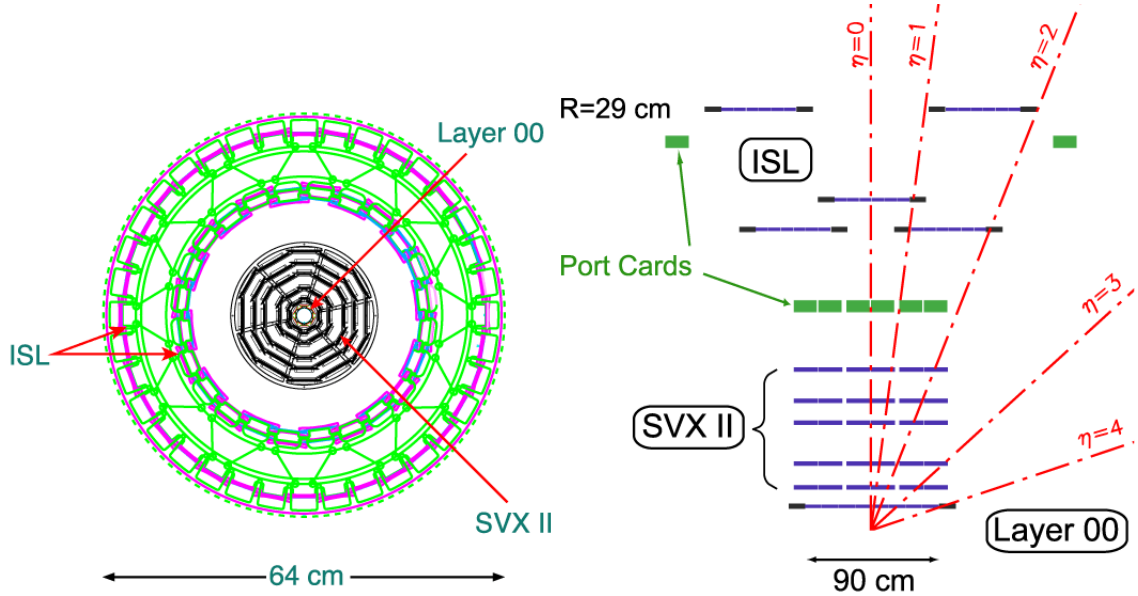 Layer 00
ISL
SVX II
64 cm
η=0
η=1
η=2
R=29 cm
ISL
Port Cards
η=3
SVX II
η=4
Layer 00
90 cm